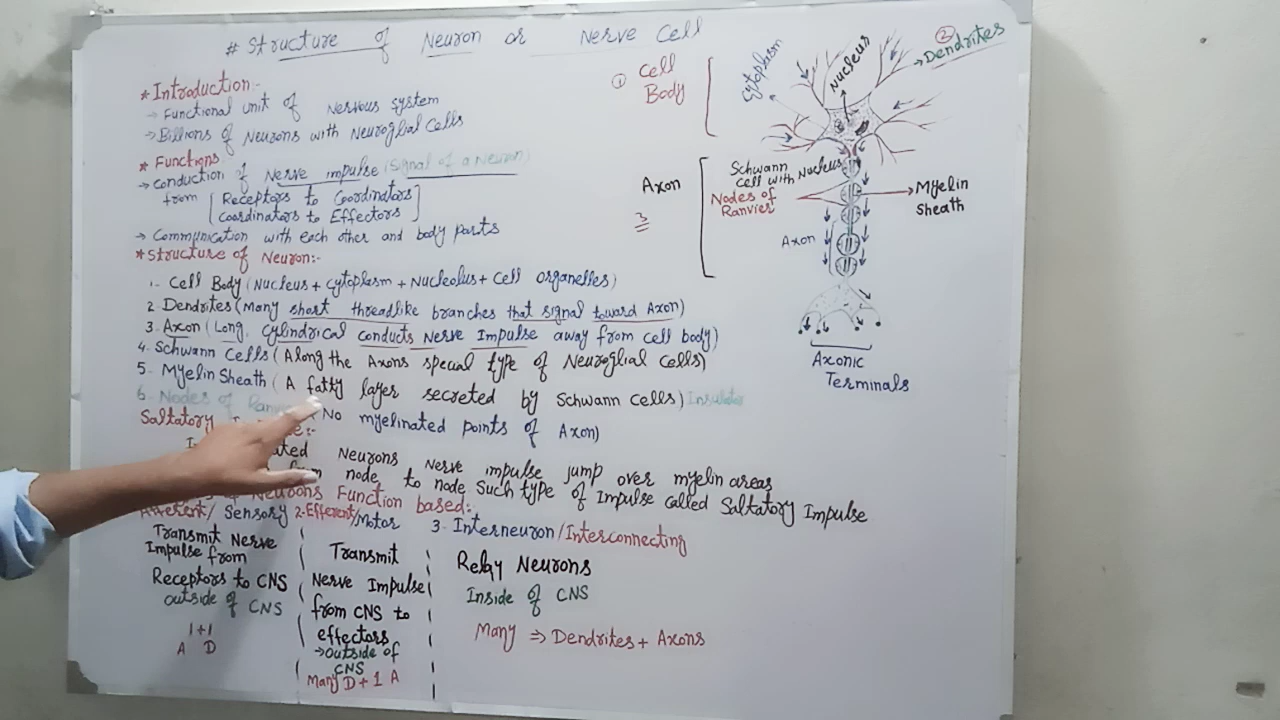 # Structure of Neuron or Nerve Cell
* Introduction:-
→ Functional unit of Nervous system
→ Billions of Neurons with Neuroglial Cells
* Functions
→ Conduction of Nerve impulse (Signal of a Neuron)
from [Receptors to Coordinators
Coordinators to Effectors]
→ Communication with each other and body parts
* Structure of Neuron:-
1- Cell Body (Nucleus + Cytoplasm + Nucleolus + Cell organelles)
2 Dendrites (Many short threadlike branches that signal toward Axon)
3- Axon (Long, Cylindrical conducts Nerve Impulse away from cell body)
4- Schwann Cells (Along the Axons special type of Neuroglial cells)
5- Myelin Sheath (A fatty layer secreted by Schwann cells) Insulator
6- Nodes of No myelinated points of Axon)
Saltatory :-
Neurons Nerve impulse jump over myelin areas
from node to node Such type of Impulse called Saltatory Impulse
Neurons Function based:
Afferent/ Sensory 2-Efferent/Motor 3- Interneuron/Interconnecting
Transmit Nerve
Impulse from
Receptors to CNS
outside of CNS
1+1
A D
Transmit
Nerve Impulse
from CNS to
effectors
→outside of
CNS
Many D + 1 A
Relay Neurons
Inside of CNS
Many ⇒ Dendrites + Axons
① Cell
Body
Cytoplasm
Nucleus
②
→Dendrites
Axon
3
Schwann
Cell with Nucleus
Nodes of
Ranvier
Myelin
Sheath
Axon
Axonic
Terminals